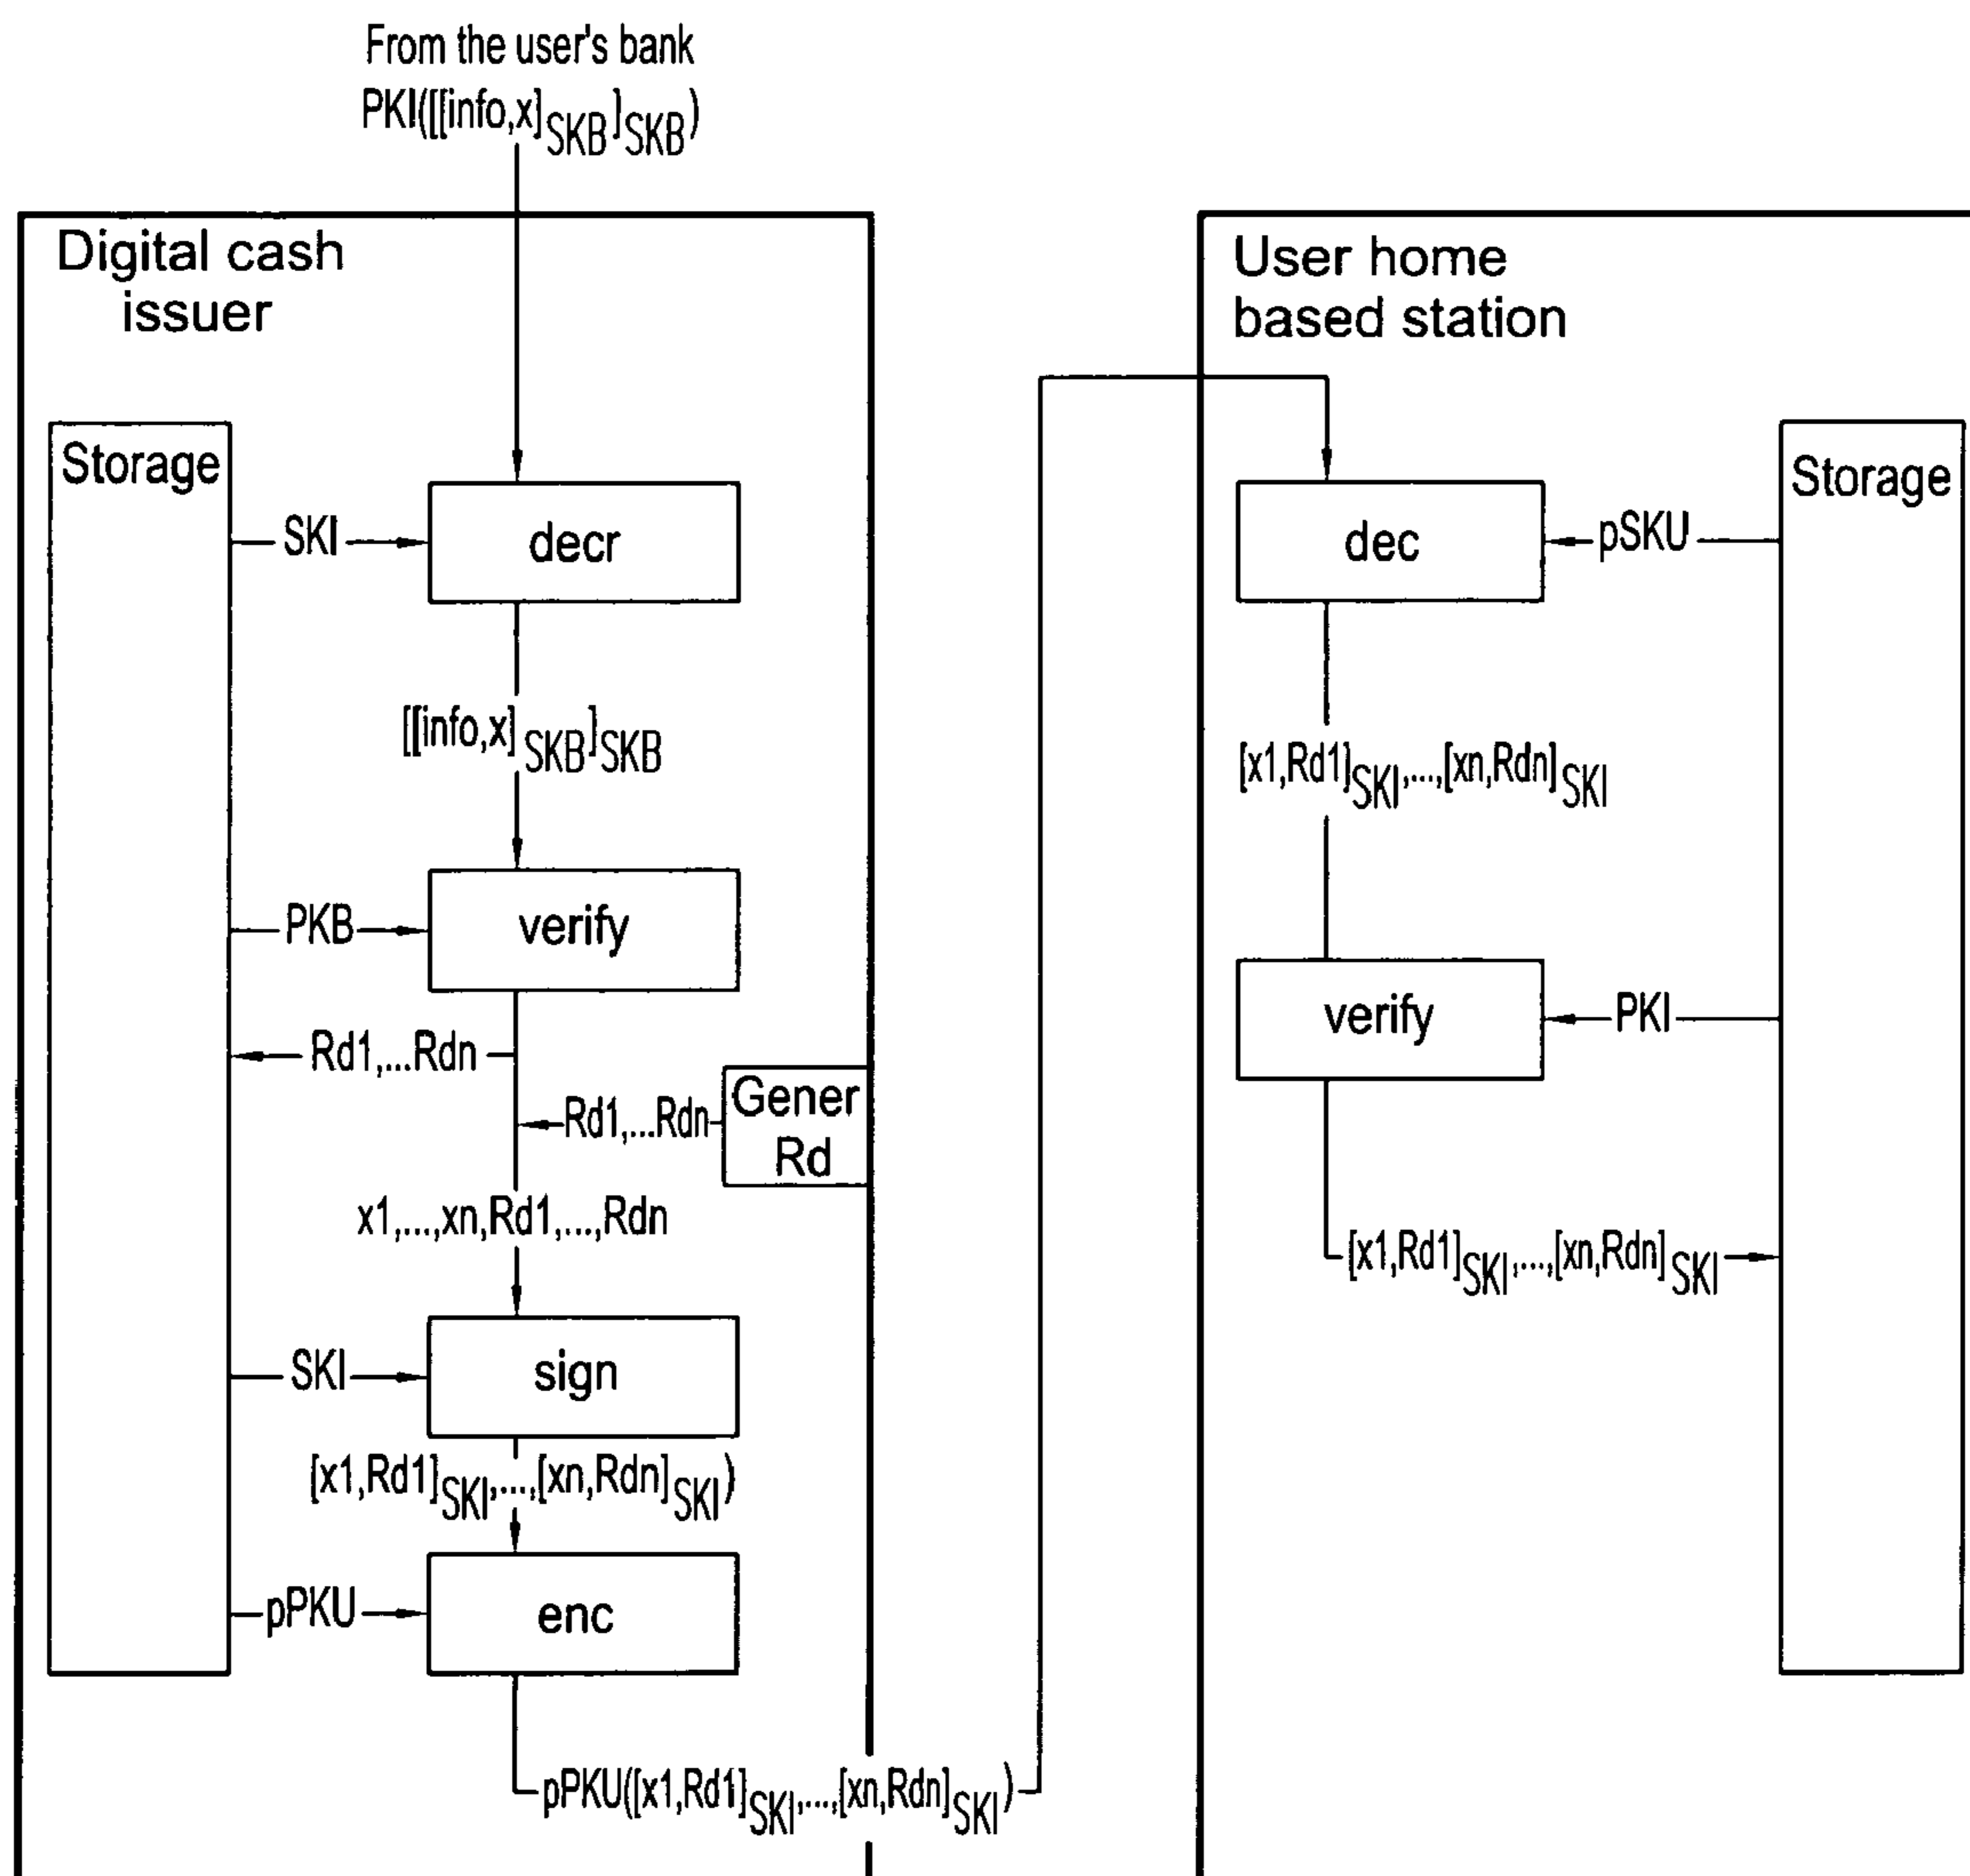 From the user's bank
PKI([[info,x]SKB]SKB)
Digital cash
issuer
Storage
SKI
decr
[[info,x]SKB]SKB
PKB
verify
Rd1,...Rdn
Rd1,...Rdn
Gener
Rd
x1,...,xn,Rd1,...,Rdn
SKI
sign
[x1,Rd1]SKI,...,[xn,Rdn]SKI)
pPKU
enc
pPKU([x1,Rd1]SKI,...,[xn,Rdn]SKI)
User home
based station
Storage
dec
pSKU
[x1,Rd1]SKI,...,[xn,Rdn]SKI
verify
PKI
[x1,Rd1]SKI,...,[xn,Rdn]SKI